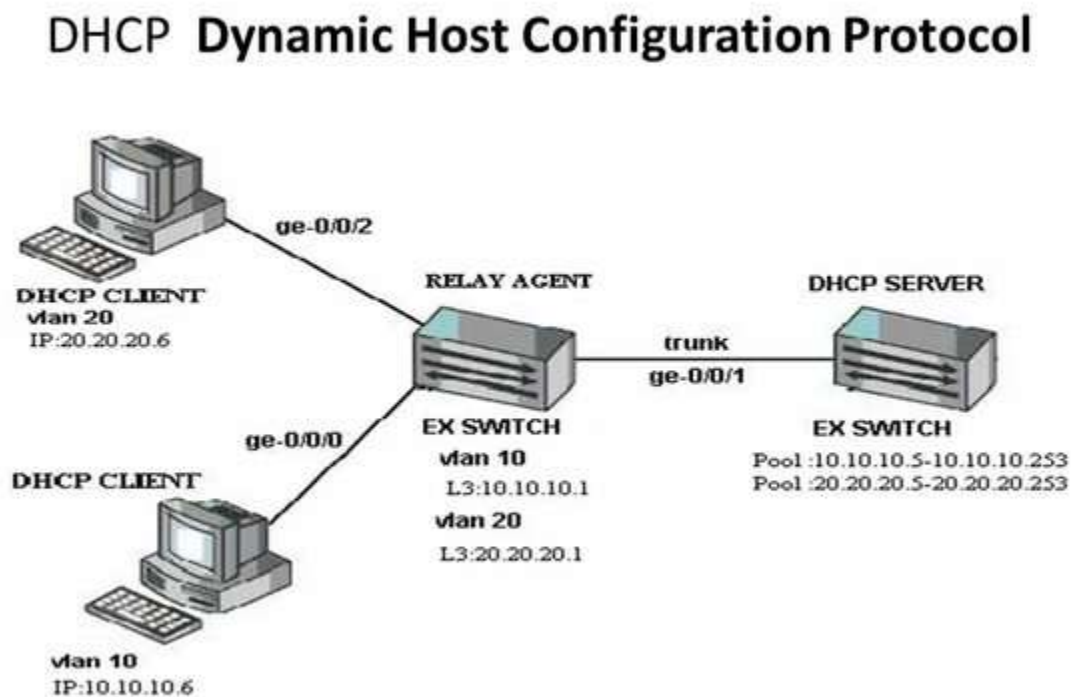 DHCP Dynamic Host Configuration Protocol
ge-0/0/2
DHCP CLIENT
vlan 20
IP:20.20.20.6
RELAY AGENT
DHCP SERVER
trunk
ge-0/0/1
ge-0/0/0
EX SWITCH
vlan 10
L3:10.10.10.1
vlan 20
L3:20.20.20.1
EX SWITCH
Pool :10.10.10.5-10.10.10.253
Pool :20.20.20.5-20.20.20.253
DHCP CLIENT
vlan 10
IP:10.10.10.6